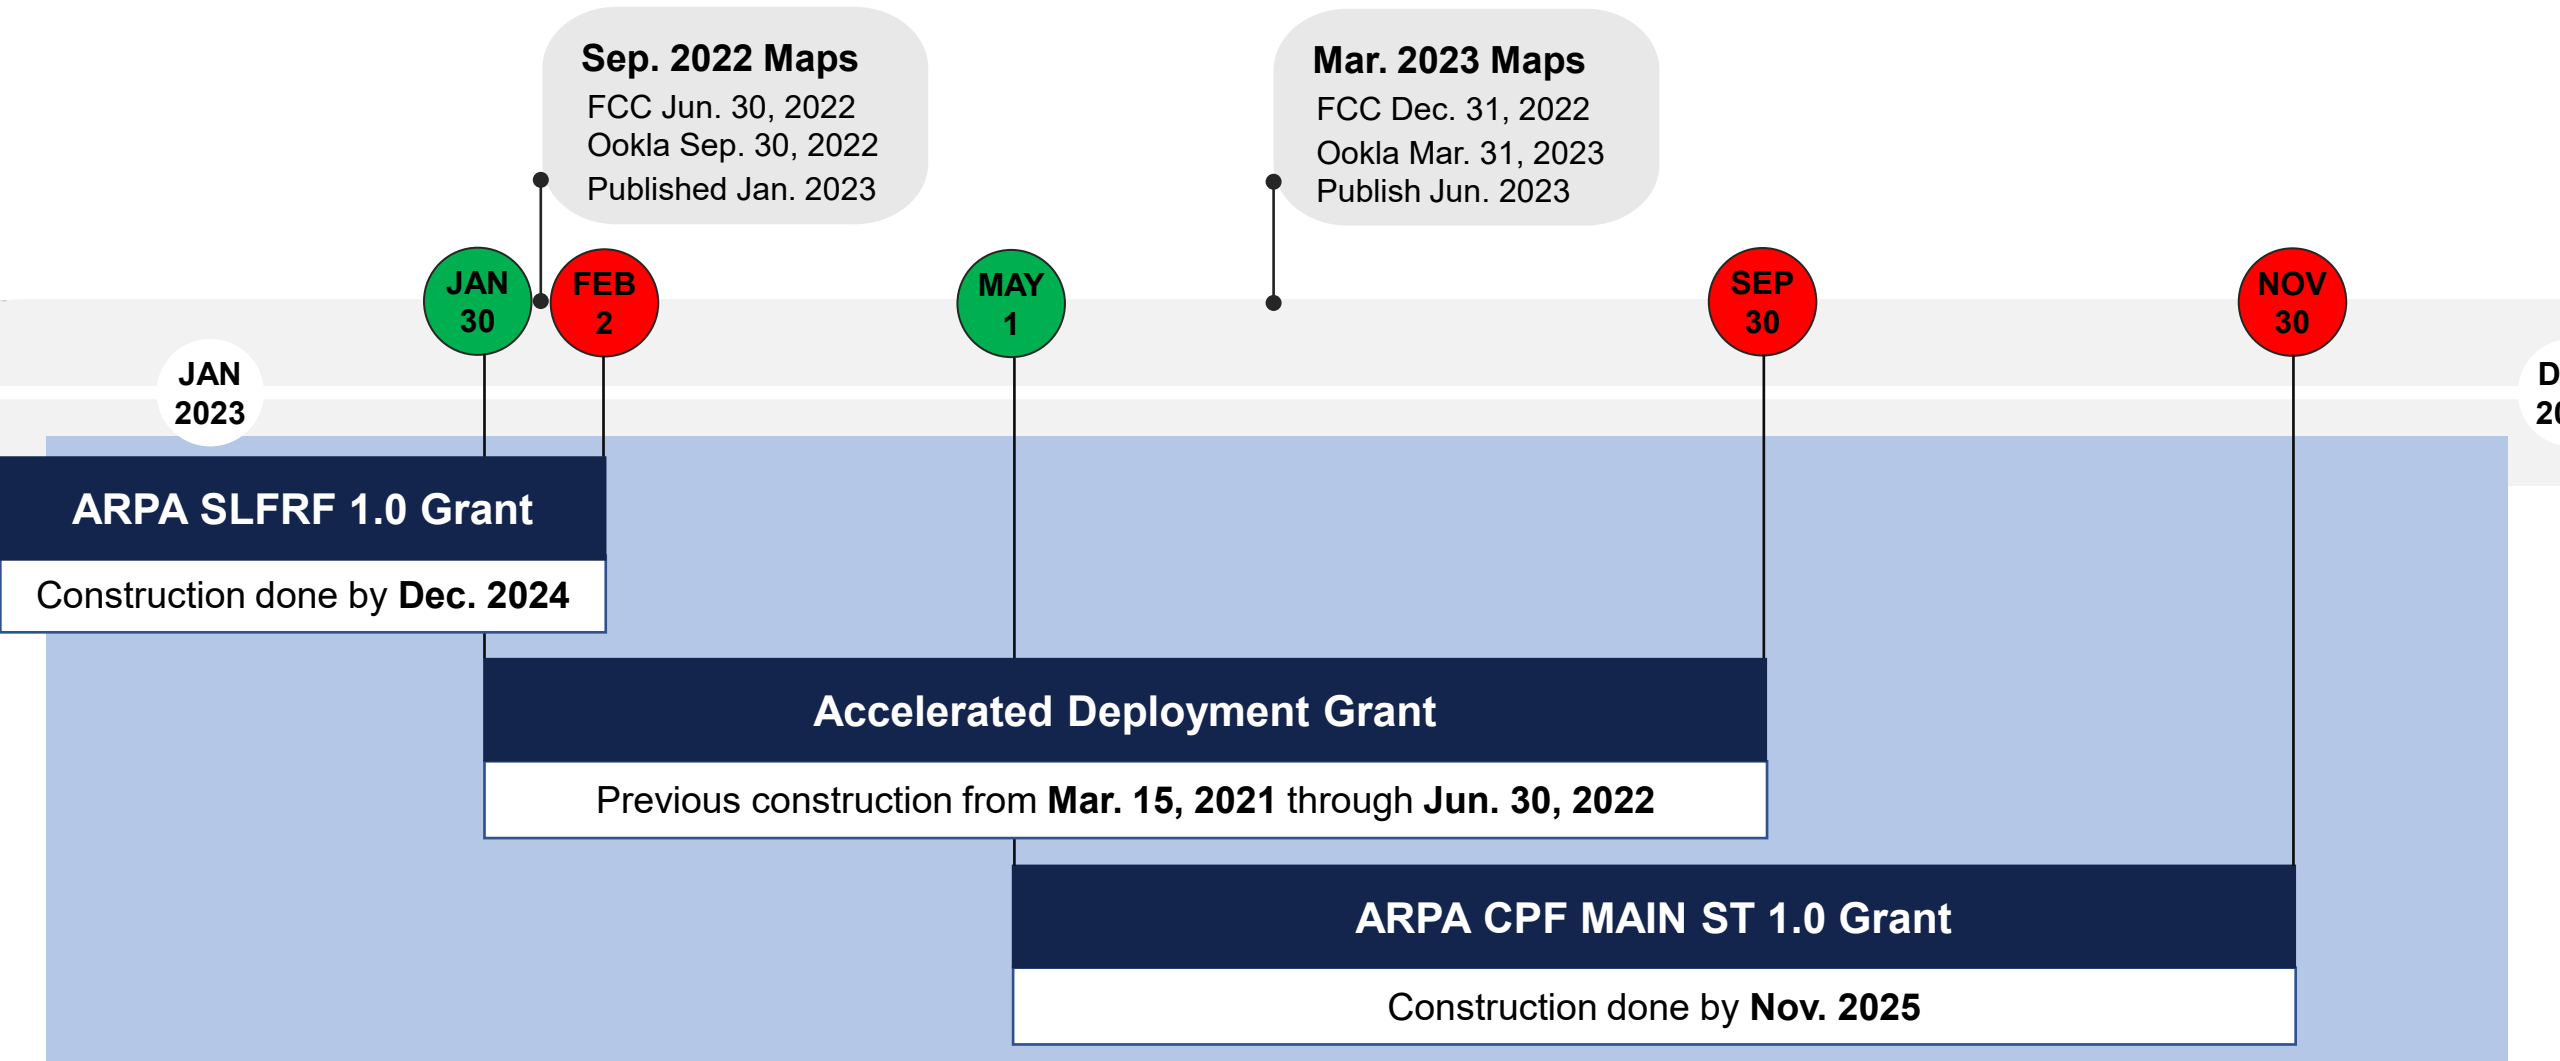 Sep. 2022 Maps
FCC Jun. 30, 2022
Ookla Sep. 30, 2022
Published Jan. 2023
Mar. 2023 Maps
FCC Dec. 31, 2022
Ookla Mar. 31, 2023
Publish Jun. 2023
JAN
30
FEB
2
MAY
1
SEP
30
NOV
30
JAN
2023
ARPA SLFRF 1.0 Grant
Construction done by Dec. 2024
Accelerated Deployment Grant
Previous construction from Mar. 15, 2021 through Jun. 30, 2022
ARPA CPF MAIN ST 1.0 Grant
Construction done by Nov. 2025